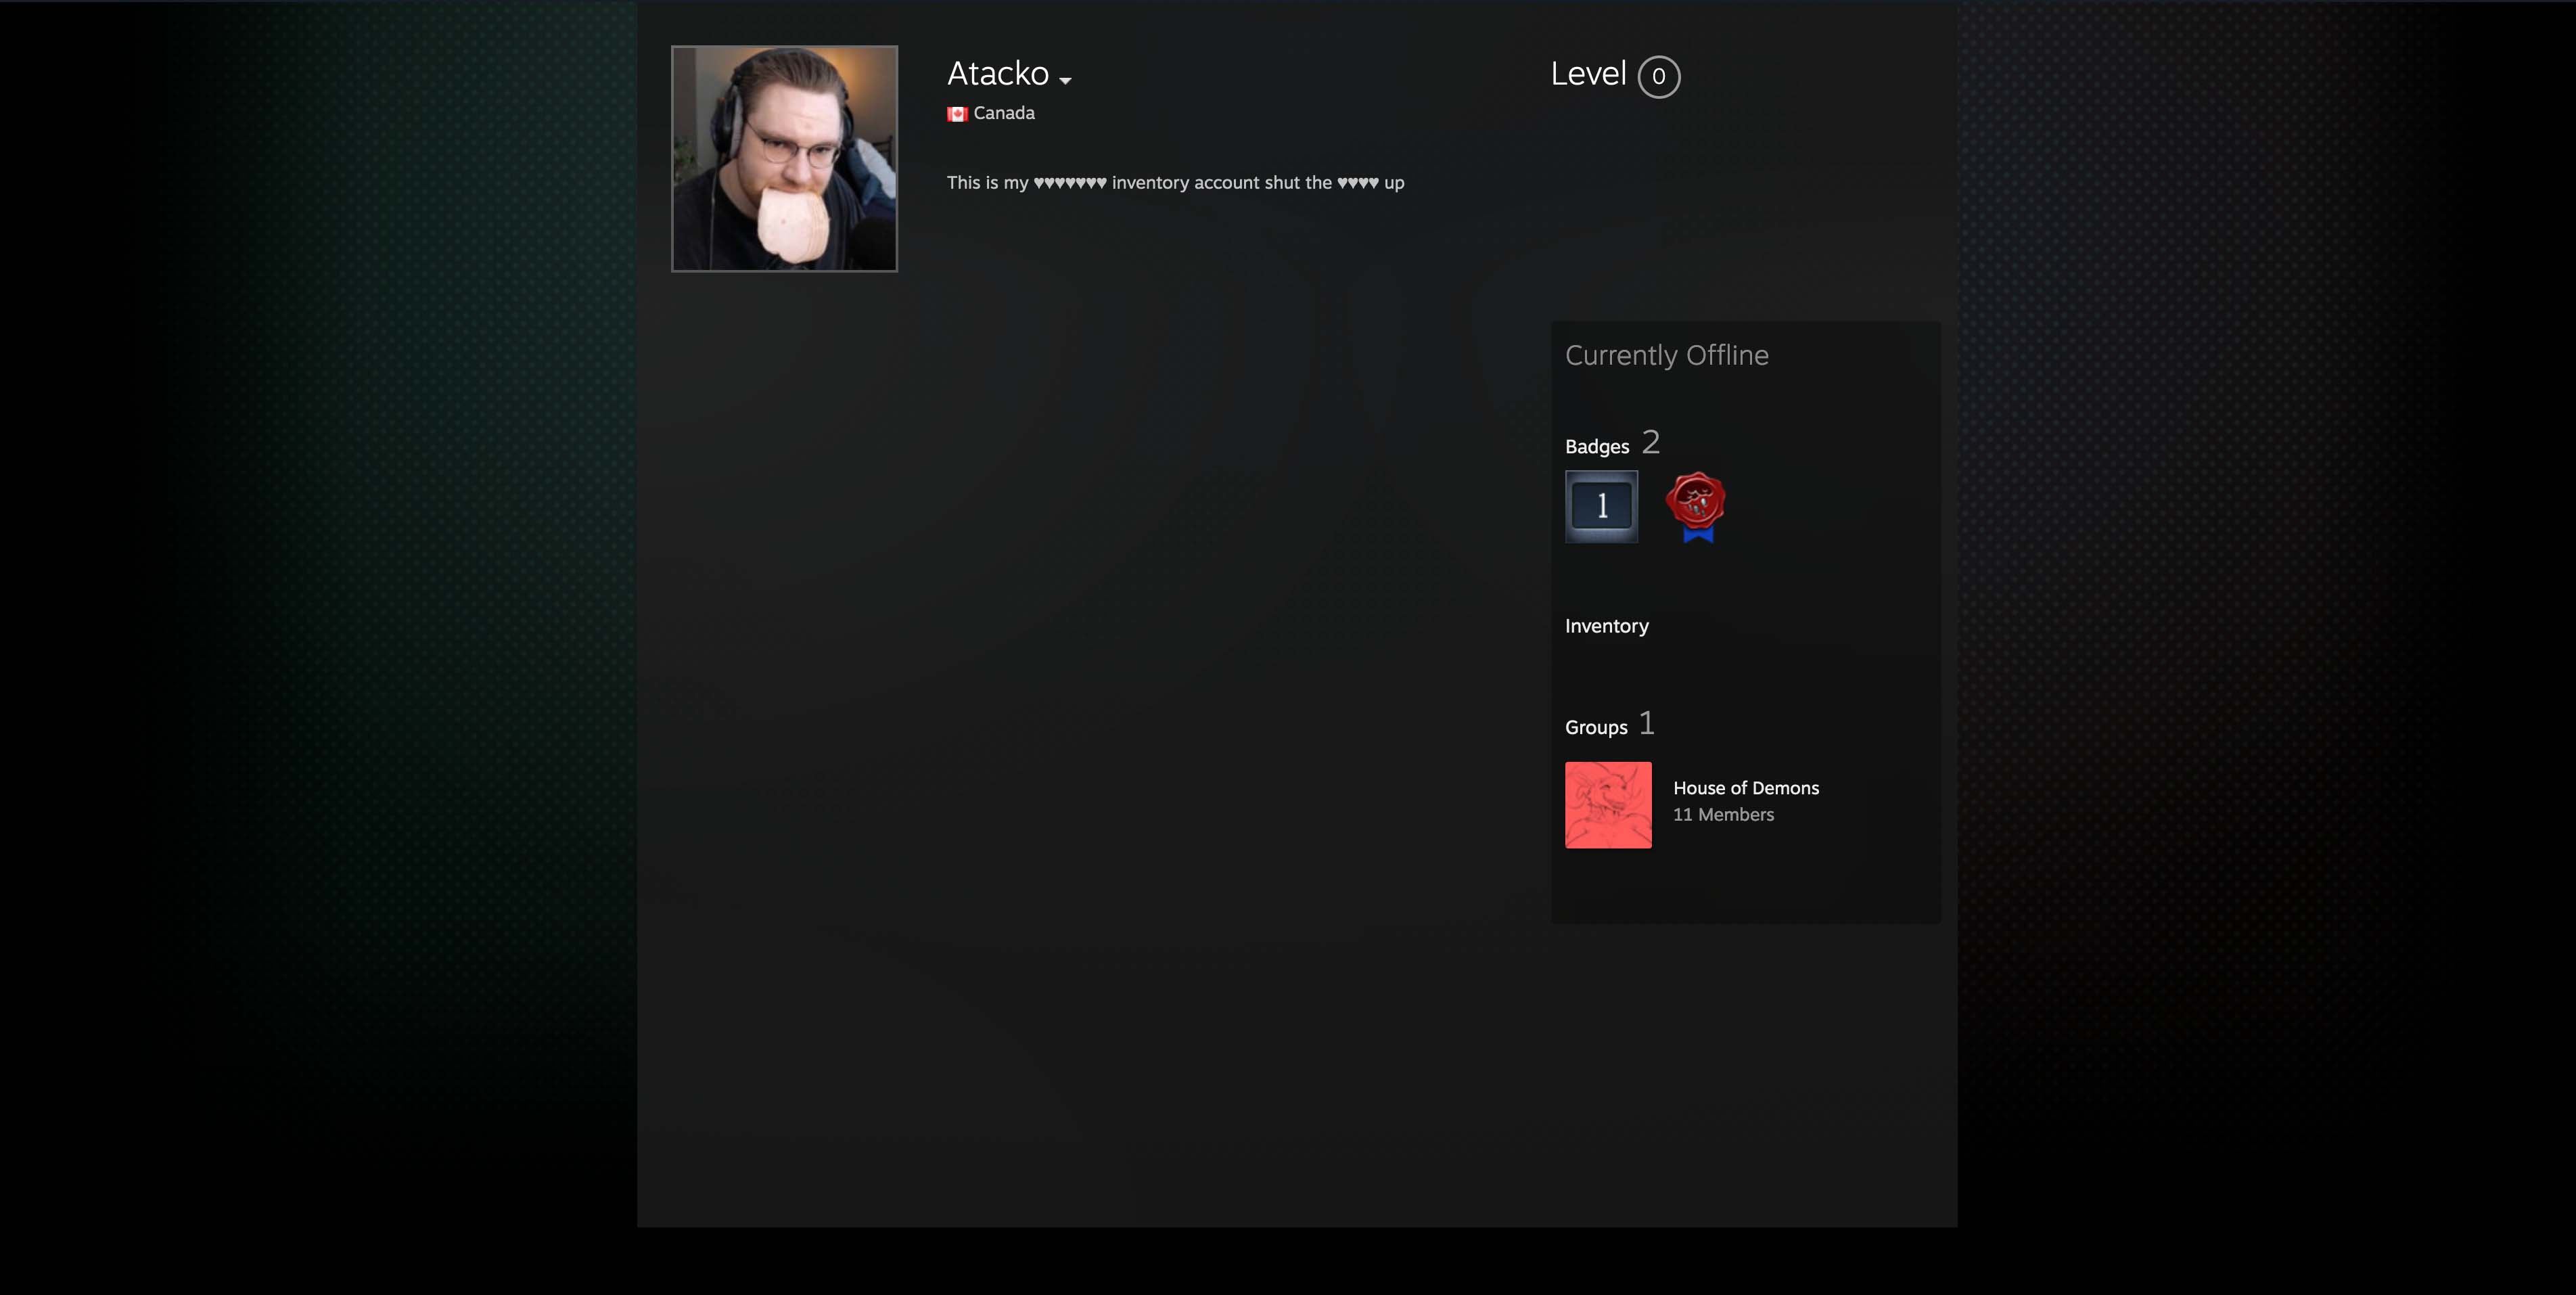 Atacko
Level 0
Canada
This is my ♥♥♥♥♥♥♥ inventory account shut the ♥♥♥♥ up
Currently Offline
Badges 2
1
Inventory
Groups 1
House of Demons
11 Members